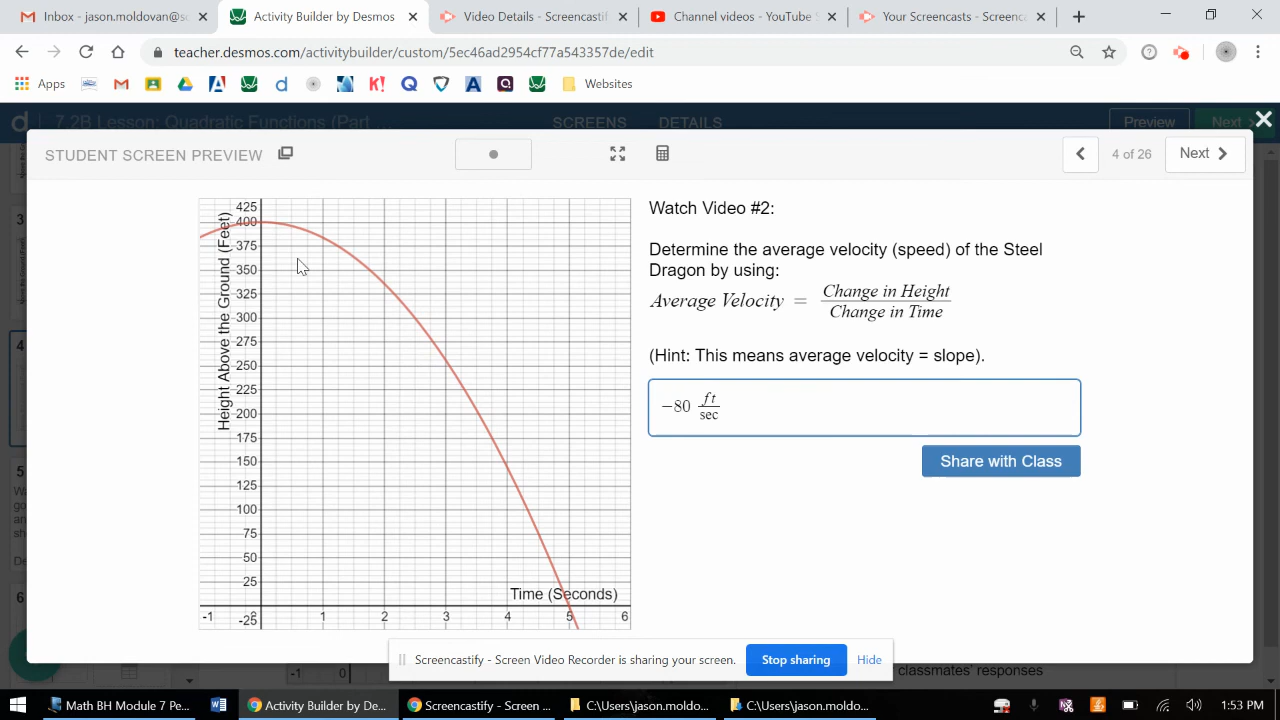 Inbox - jason.moldovan@s
Activity Builder by Desmos
Video Details - Screencastif
Channel videos - YouTube S
Your Screencasts - Screenc
teacher.desmos.com/activitybuilder/custom/5ec46ad2954cf77a543357de/edit
Apps
Websites
7.2B Lesson: Quadratic Functions (Part ...
SCREENS
DETAILS
Preview
Next
STUDENT SCREEN PREVIEW
4 of 26
Next
Height Above the Ground (Feet)
425
400
375
350
325
300
275
250
225
200
175
150
125
100
75
50
25
-25
Time (Seconds)
-1 1 2 3 4 5 6
Watch Video #2:
Determine the average velocity (speed) of the Steel
Dragon by using:
Average Velocity = Change in Height / Change in Time
(Hint: This means average velocity = slope).
−80 ft/sec
Share with Class
3
4
5
6
-1 0
classmates' responses
Screencastify - Screen Video Recorder is sharing your screen.
Stop sharing
Hide
Math BH Module 7 Pe...
Activity Builder by De...
Screencastify - Screen ...
C:\Users\jason.moldo...
C:\Users\jason.moldo...
1:53 PM